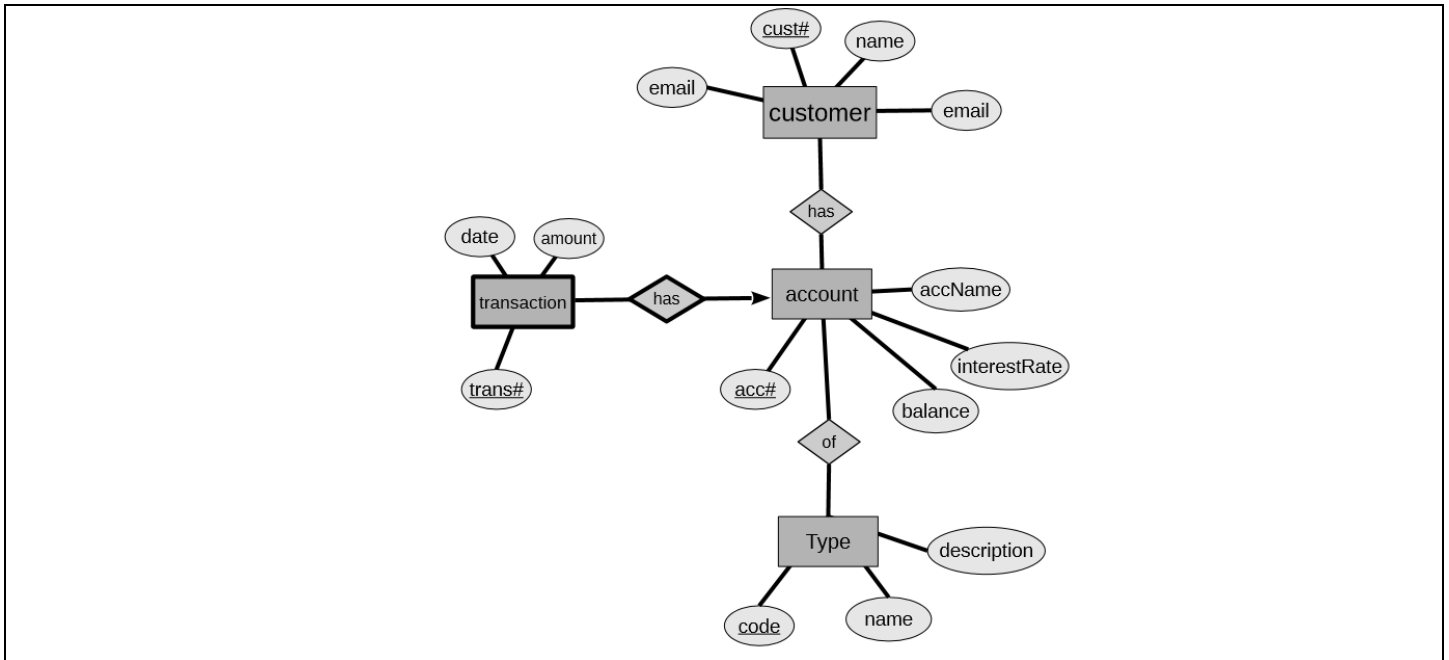 cust#
name
email
customer
email
has
date
amount
transaction
has
account
accName
interestRate
trans#
acc#
balance
of
Type
description
code
name